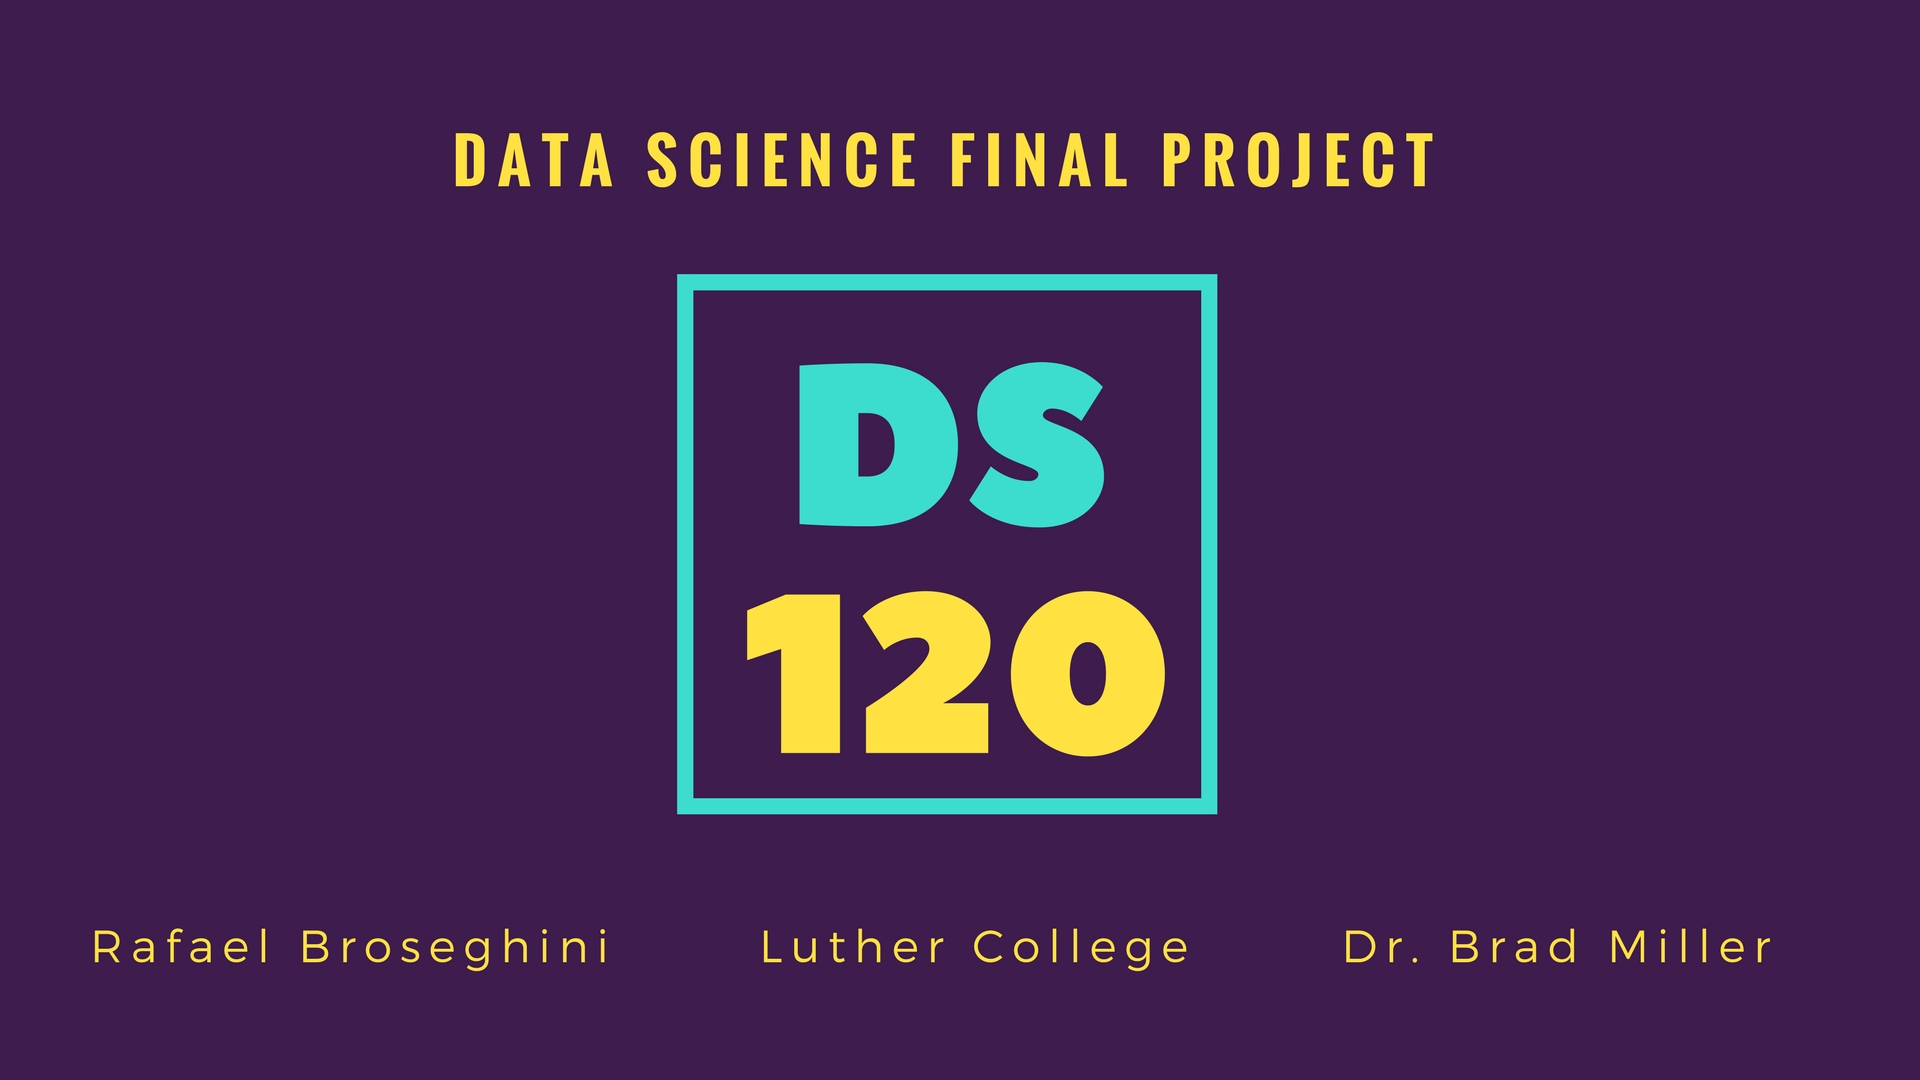 DATA SCIENCE FINAL PROJECT
DS
120
Rafael Broseghini Luther College Dr. Brad Miller